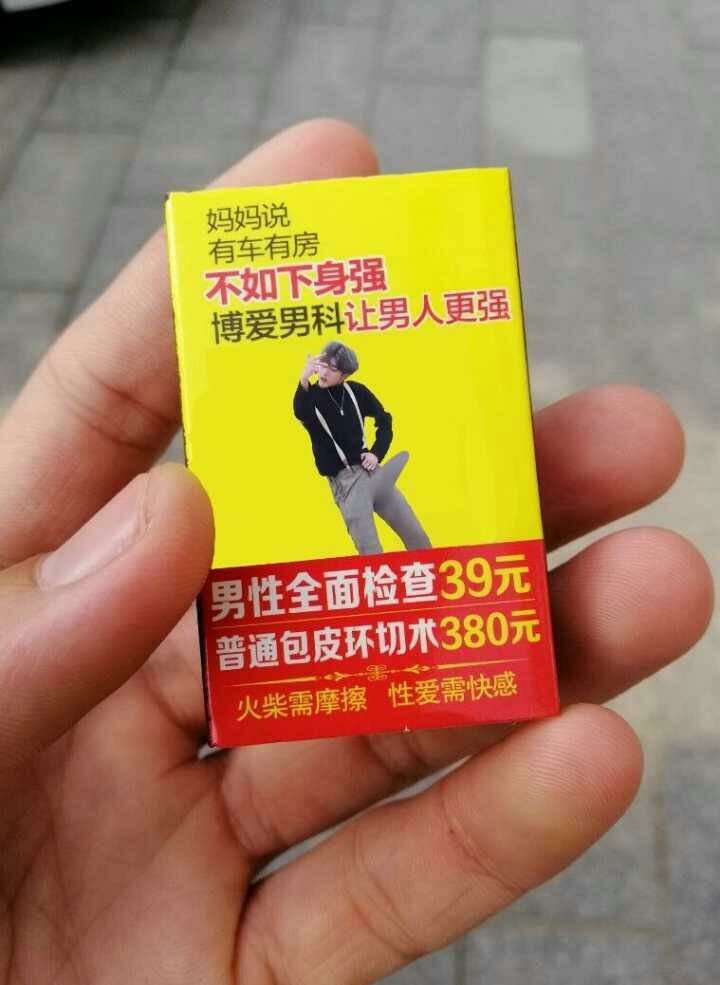 妈妈说
有车有房
不如下身强
博爱男科让男人更强
男性全面检查39元
普通包皮环切术380元
火柴需摩擦 性爱需快感